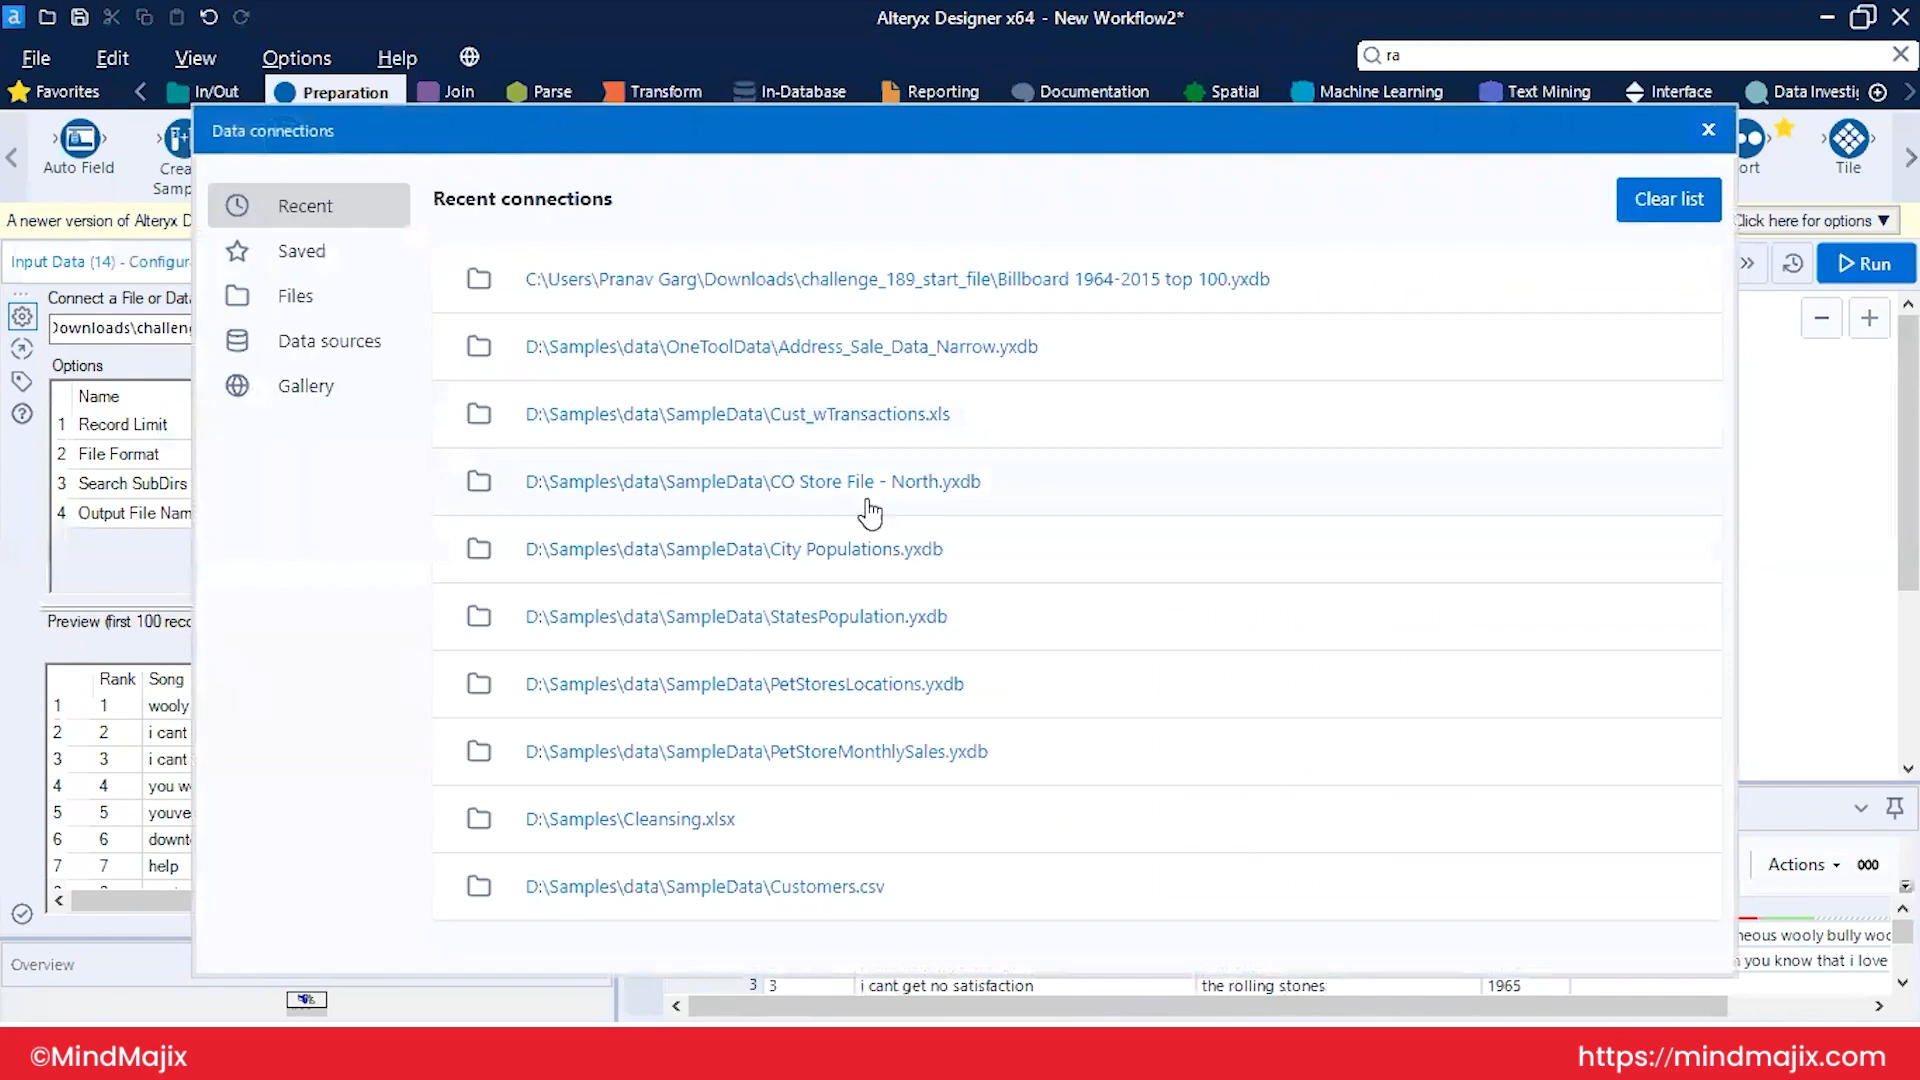 Alteryx Designer x64 - New Workflow2*
File Edit View Options Help
ra
Favorites In/Out Preparation Join Parse Transform In-Database Reporting Documentation Spatial Machine Learning Text Mining Interface Data Investi
Auto Field
Crea
Samp
ort
Tile
A newer version of Alteryx D
Click here for options
Input Data (14) - Configur
Run
Connect a File or Data
Downloads\challeng
Options
Name
1 Record Limit
2 File Format
3 Search SubDirs
4 Output File Nam
Preview (first 100 reco
Rank Song
1 1 wooly
2 2 i cant
3 3 i cant
4 4 you w
5 5 youve
6 6 downt
7 7 help
Overview
Data connections
Recent
Saved
Files
Data sources
Gallery
Recent connections
Clear list
C:\Users\Pranav Garg\Downloads\challenge_189_start_file\Billboard 1964-2015 top 100.yxdb
D:\Samples\data\OneToolData\Address_Sale_Data_Narrow.yxdb
D:\Samples\data\SampleData\Cust_wTransactions.xls
D:\Samples\data\SampleData\CO Store File - North.yxdb
D:\Samples\data\SampleData\City Populations.yxdb
D:\Samples\data\SampleData\StatesPopulation.yxdb
D:\Samples\data\SampleData\PetStoresLocations.yxdb
D:\Samples\data\SampleData\PetStoreMonthlySales.yxdb
D:\Samples\Cleansing.xlsx
D:\Samples\data\SampleData\Customers.csv
Actions 000
neous wooly bully woo
you know that i love
3 3 i cant get no satisfaction the rolling stones 1965
©MindMajix
https://mindmajix.com